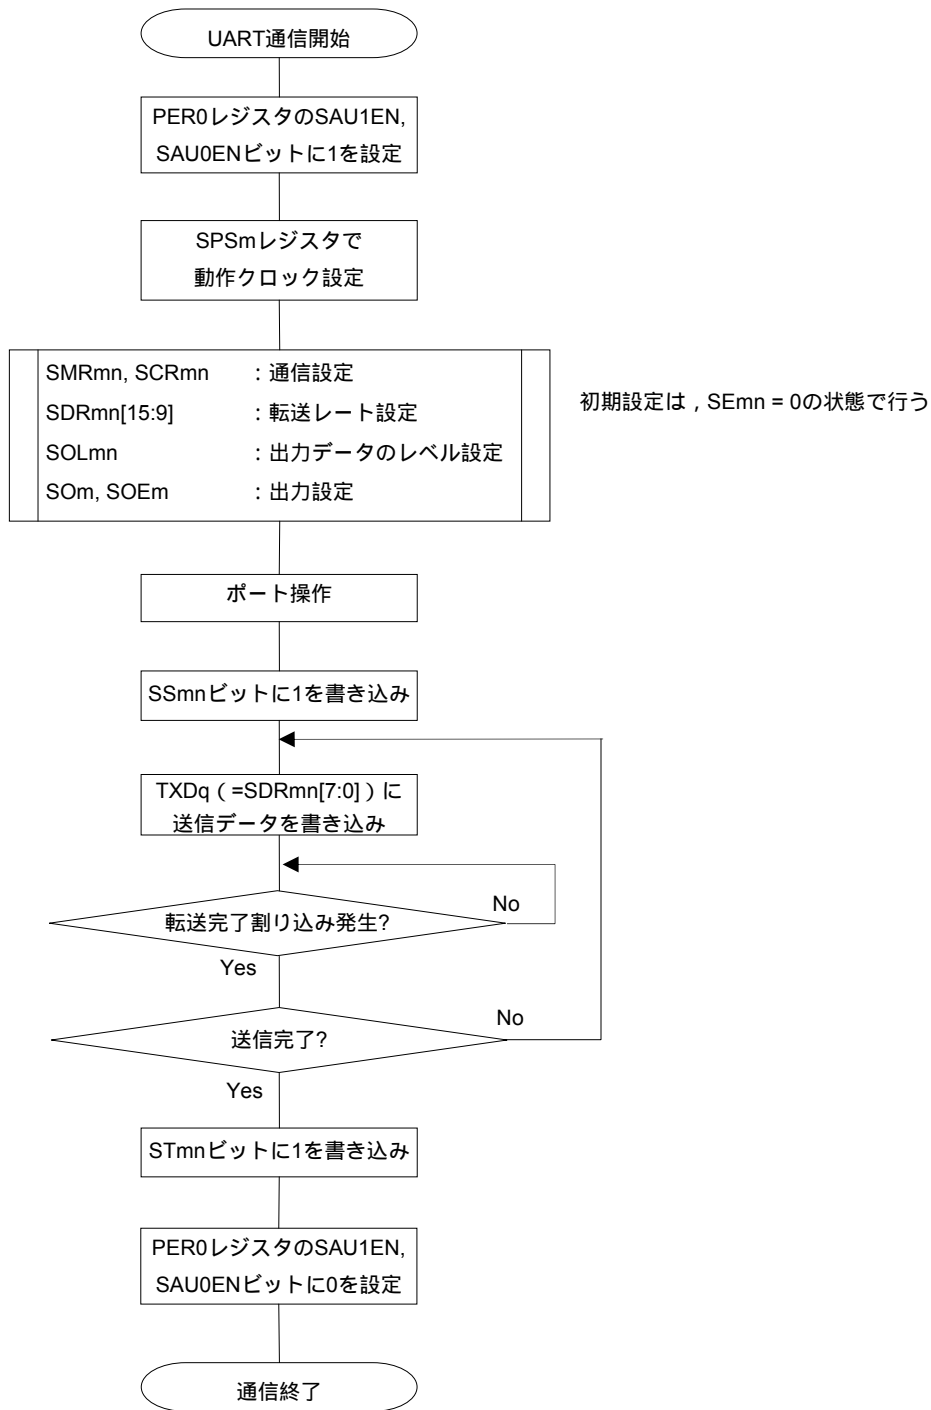 UART通信開始
PER0レジスタのSAU1EN,
SAU0ENビットに1を設定
SPSmレジスタで
動作クロック設定
SMRmn, SCRmn ：通信設定
SDRmn[15:9] ：転送レート設定
SOLmn ：出力データのレベル設定
SOm, SOEm ：出力設定
初期設定は，SEmn = 0の状態で行う
ポート操作
SSmnビットに1を書き込み
TXDq（=SDRmn[7:0]）に
送信データを書き込み
転送完了割り込み発生?
No
Yes
送信完了?
No
Yes
STmnビットに1を書き込み
PER0レジスタのSAU1EN,
SAU0ENビットに0を設定
通信終了